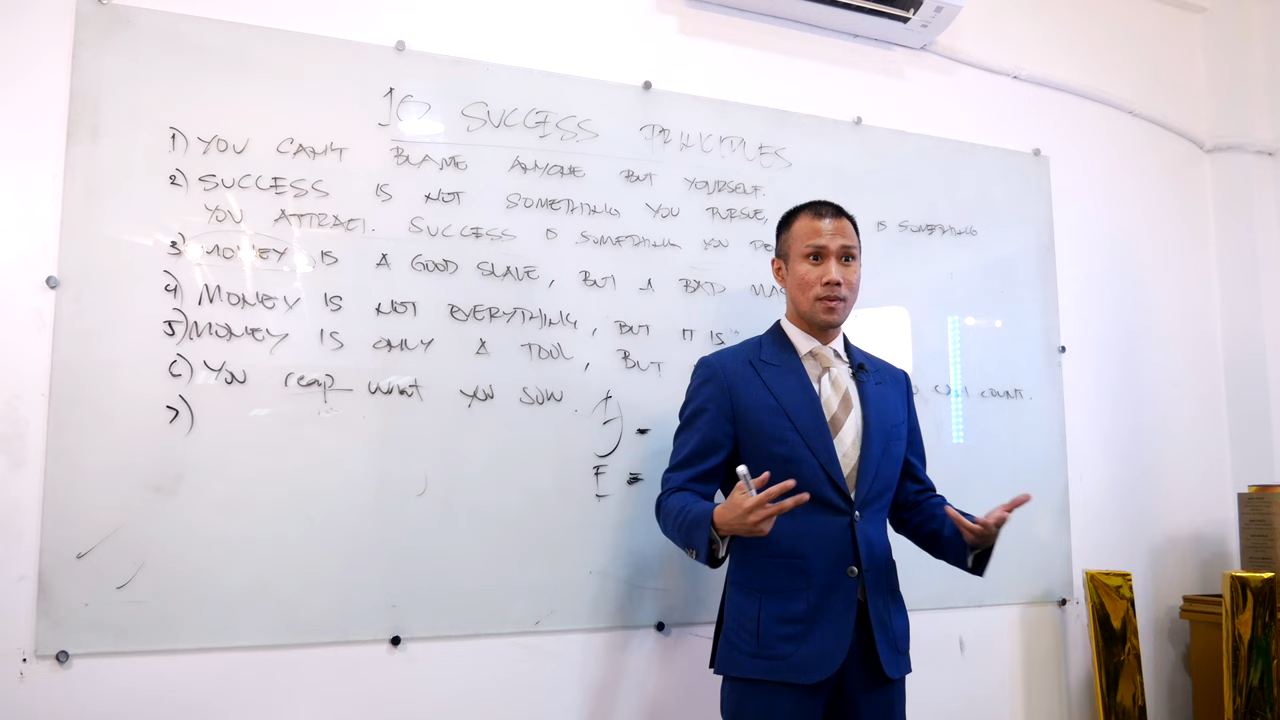 10 SUCCESS PRINCIPLES
1) YOU CAN'T BLAME ANYONE BUT YOURSELF.
2) SUCCESS IS NOT SOMETHING YOU PURSUE, IS SOMETHING
YOU ATTRACT. SUCCESS IS SOMETHING YOU
3) MONEY IS A GOOD SLAVE, BUT A BAD
4) MONEY IS NOT EVERYTHING, BUT IT IS
5) MONEY IS ONLY A TOOL, BUT
6) YOU reap what you sow. COUNT.
7)
E =